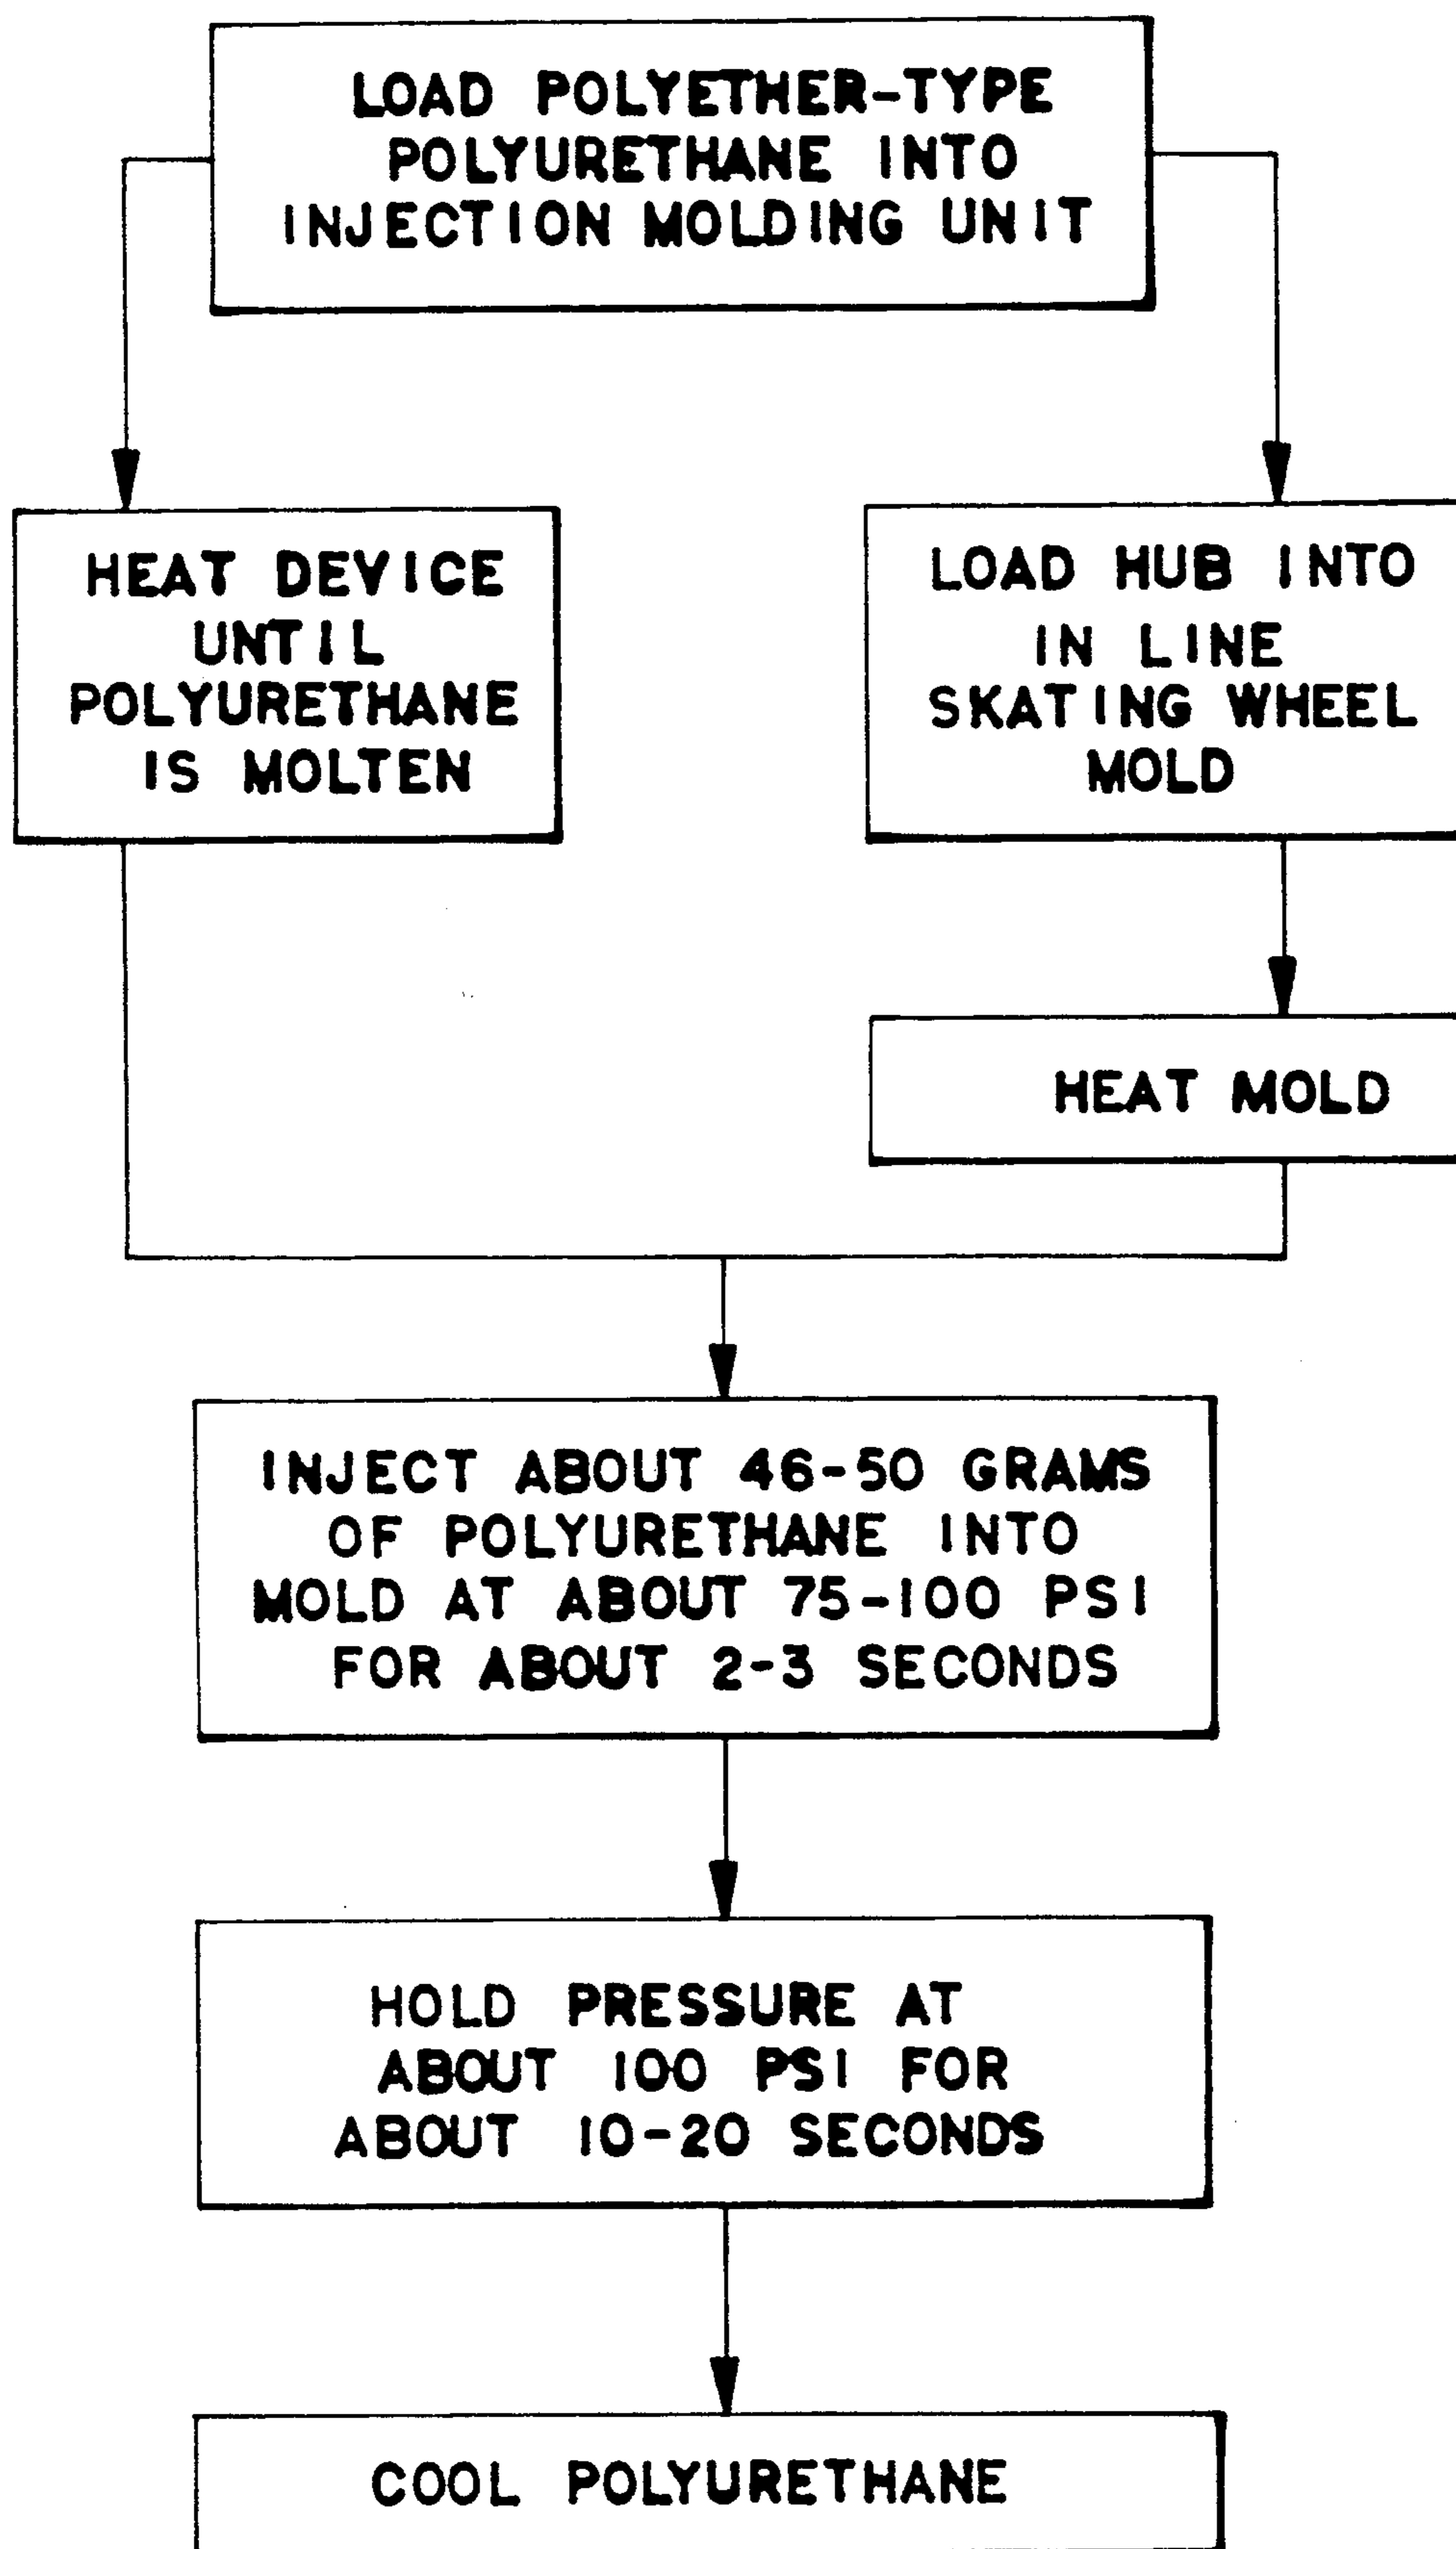 LOAD POLYETHER-TYPE
POLYURETHANE INTO
INJECTION MOLDING UNIT
HEAT DEVICE
UNTIL
POLYURETHANE
IS MOLTEN
LOAD HUB INTO
IN LINE
SKATING WHEEL
MOLD
HEAT MOLD
INJECT ABOUT 46-50 GRAMS
OF POLYURETHANE INTO
MOLD AT ABOUT 75-100 PSI
FOR ABOUT 2-3 SECONDS
HOLD PRESSURE AT
ABOUT 100 PSI FOR
ABOUT 10-20 SECONDS
COOL POLYURETHANE